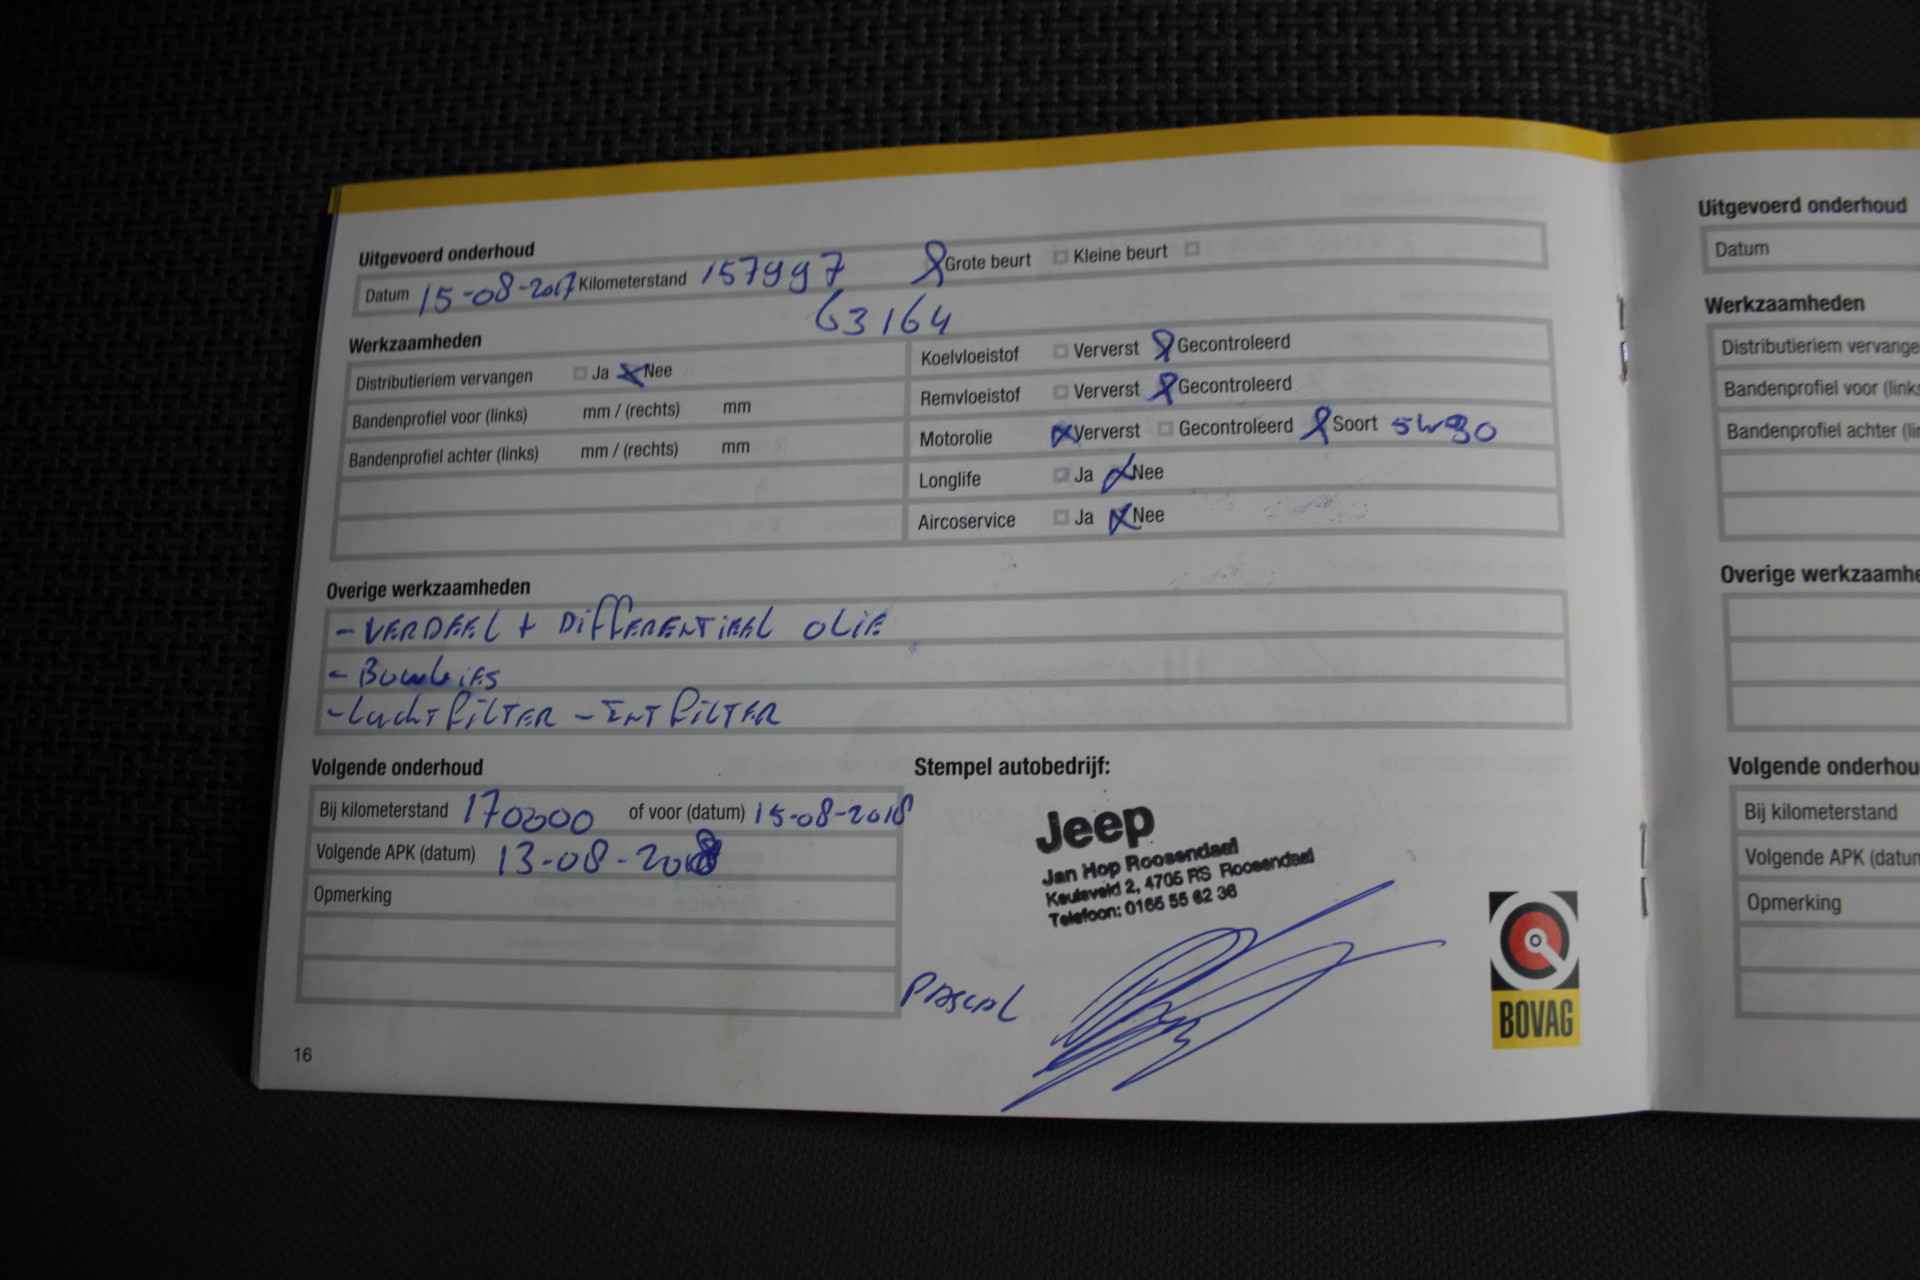 Uitgevoerd onderhoud
Datum 15-08-2017 Kilometerstand 157997 Grote beurt Kleine beurt
63164
Werkzaamheden
Distributieriem vervangen Ja Nee
Bandenprofiel voor (links) mm / (rechts) mm
Bandenprofiel achter (links) mm / (rechts) mm
Koelvloeistof Ververst Gecontroleerd
Remvloeistof Ververst Gecontroleerd
Motorolie Ververst Gecontroleerd Soort 5W30
Longlife Ja Nee
Aircoservice Ja Nee
Overige werkzaamheden
- VERDEEL + DIFFERENTIEEL OLIE
- BOUGIES
- LUCHTFILTER - INTFILTER
Volgende onderhoud
Bij kilometerstand 170000 of voor (datum) 15-08-2018
Volgende APK (datum) 13-08-2018
Opmerking
Stempel autobedrijf:
Jeep
Jan Hop Roosendaal
Keulsveld 2, 4705 RS Roosendaal
Telefoon: 0165 55 62 36
PASCAL
BOVAG
16
Uitgevoerd onderhoud
Datum
Werkzaamheden
Distributieriem vervange
Bandenprofiel voor (links
Bandenprofiel achter (lin
Overige werkzaamhe
Volgende onderhou
Bij kilometerstand
Volgende APK (datun
Opmerking